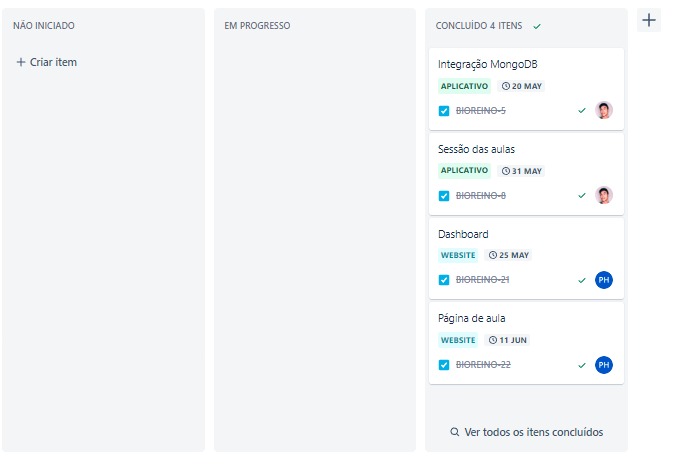 NÃO INICIADO
+ Criar item
EM PROGRESSO
CONCLUÍDO 4 ITENS
Integração MongoDB
APLICATIVO 20 MAY
BIOREINO-5
Sessão das aulas
APLICATIVO 31 MAY
BIOREINO-8
Dashboard
WEBSITE 25 MAY
BIOREINO-21 PH
Página de aula
WEBSITE 11 JUN
BIOREINO-22 PH
Ver todos os itens concluídos